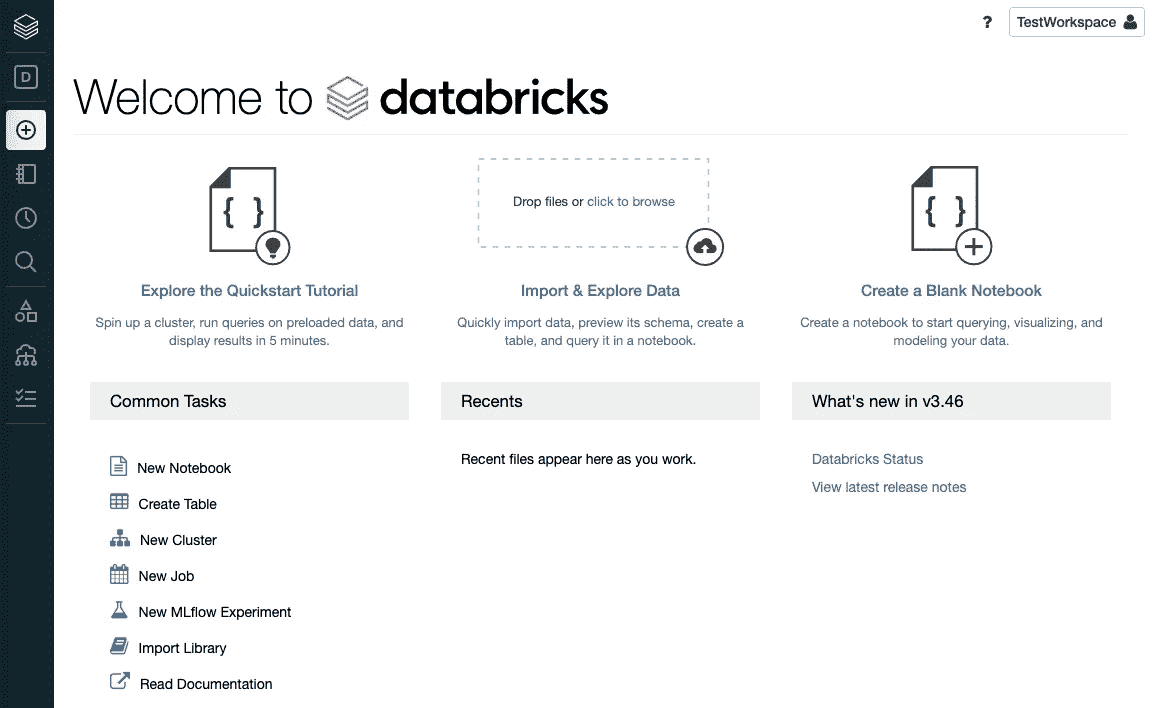 ? TestWorkspace
D
Welcome to databricks
{ }
Drop files or click to browse
{ }
Explore the Quickstart Tutorial
Spin up a cluster, run queries on preloaded data, and
display results in 5 minutes.
Import & Explore Data
Quickly import data, preview its schema, create a
table, and query it in a notebook.
Create a Blank Notebook
Create a notebook to start querying, visualizing, and
modeling your data.
Common Tasks
New Notebook
Create Table
New Cluster
New Job
New MLflow Experiment
Import Library
Read Documentation
Recents
Recent files appear here as you work.
What's new in v3.46
Databricks Status
View latest release notes